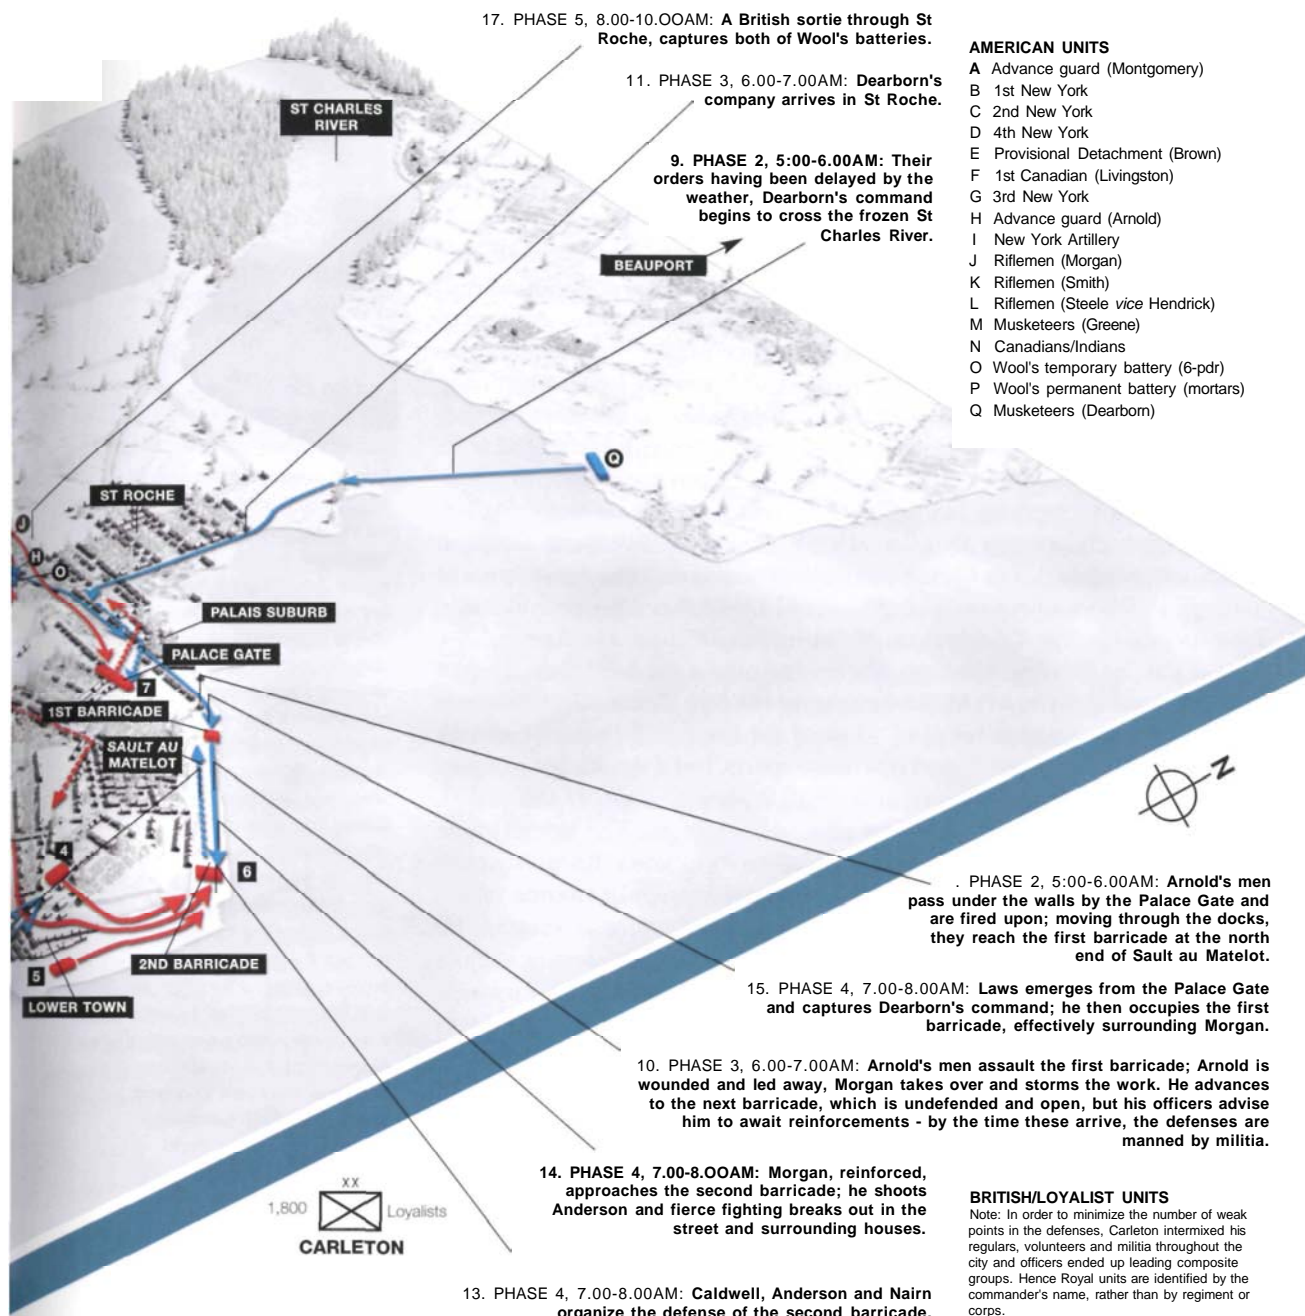 17. PHASE 5, 8.00-10.OOAM: A British sortie through St
Roche, captures both of Wool's batteries.
11. PHASE 3, 6.00-7.00AM: Dearborn's
company arrives in St Roche.
9. PHASE 2, 5:00-6.00AM: Their
orders having been delayed by the
weather, Dearborn's command
begins to cross the frozen St
Charles River.
AMERICAN UNITS
A Advance guard (Montgomery)
B 1st New York
C 2nd New York
D 4th New York
E Provisional Detachment (Brown)
F 1st Canadian (Livingston)
G 3rd New York
H Advance guard (Arnold)
I New York Artillery
J Riflemen (Morgan)
K Riflemen (Smith)
L Riflemen (Steele vice Hendrick)
M Musketeers (Greene)
N Canadians/Indians
O Wool's temporary battery (6-pdr)
P Wool's permanent battery (mortars)
Q Musketeers (Dearborn)
ST CHARLES
RIVER
BEAUPORT
Q
ST ROCHE
J
H
O
PALAIS SUBURB
PALACE GATE
7
1ST BARRICADE
SAULT AU
MATELOT
4
6
2ND BARRICADE
5
LOWER TOWN
N
. PHASE 2, 5:00-6.00AM: Arnold's men
pass under the walls by the Palace Gate and
are fired upon; moving through the docks,
they reach the first barricade at the north
end of Sault au Matelot.
15. PHASE 4, 7.00-8.00AM: Laws emerges from the Palace Gate
and captures Dearborn's command; he then occupies the first
barricade, effectively surrounding Morgan.
10. PHASE 3, 6.00-7.00AM: Arnold's men assault the first barricade; Arnold is
wounded and led away, Morgan takes over and storms the work. He advances
to the next barricade, which is undefended and open, but his officers advise
him to await reinforcements - by the time these arrive, the defenses are
manned by militia.
14. PHASE 4, 7.00-8.OOAM: Morgan, reinforced,
approaches the second barricade; he shoots
Anderson and fierce fighting breaks out in the
street and surrounding houses.
XX
1,800 Loyalists
CARLETON
13. PHASE 4, 7.00-8.00AM: Caldwell, Anderson and Nairn
organize the defense of the second barricade.
BRITISH/LOYALIST UNITS
Note: In order to minimize the number of weak
points in the defenses, Carleton intermixed his
regulars, volunteers and militia throughout the
city and officers ended up leading composite
groups. Hence Royal units are identified by the
commander's name, rather than by regiment or
corps.